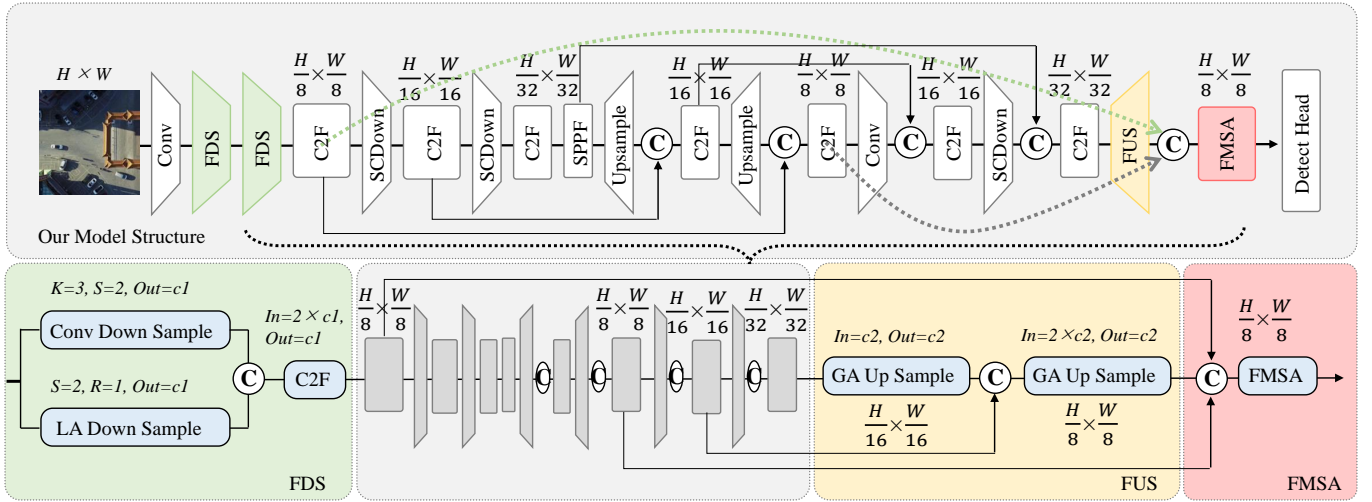 H × W
Conv
FDS
FDS
H/8 × W/8
C2F
SCDown
H/16 × W/16
C2F
SCDown
H/32 × W/32
C2F
SPPF
Upsample
C
H/16 × W/16
C2F
Upsample
C
H/8 × W/8
C2F
Conv
C
H/16 × W/16
C2F
SCDown
C
H/32 × W/32
C2F
FUS
C
H/8 × W/8
FMSA
Detect Head
Our Model Structure
K=3, S=2, Out=c1
Conv Down Sample
S=2, R=1, Out=c1
LA Down Sample
C
In=2 × c1,
Out=c1
C2F
FDS
H/8 × W/8
C
C
H/8 × W/8
C
H/16 × W/16
C
H/32 × W/32
In=c2, Out=c2
GA Up Sample
H/16 × W/16
C
In=2×c2, Out=c2
GA Up Sample
H/8 × W/8
FUS
C
H/8 × W/8
FMSA
FMSA